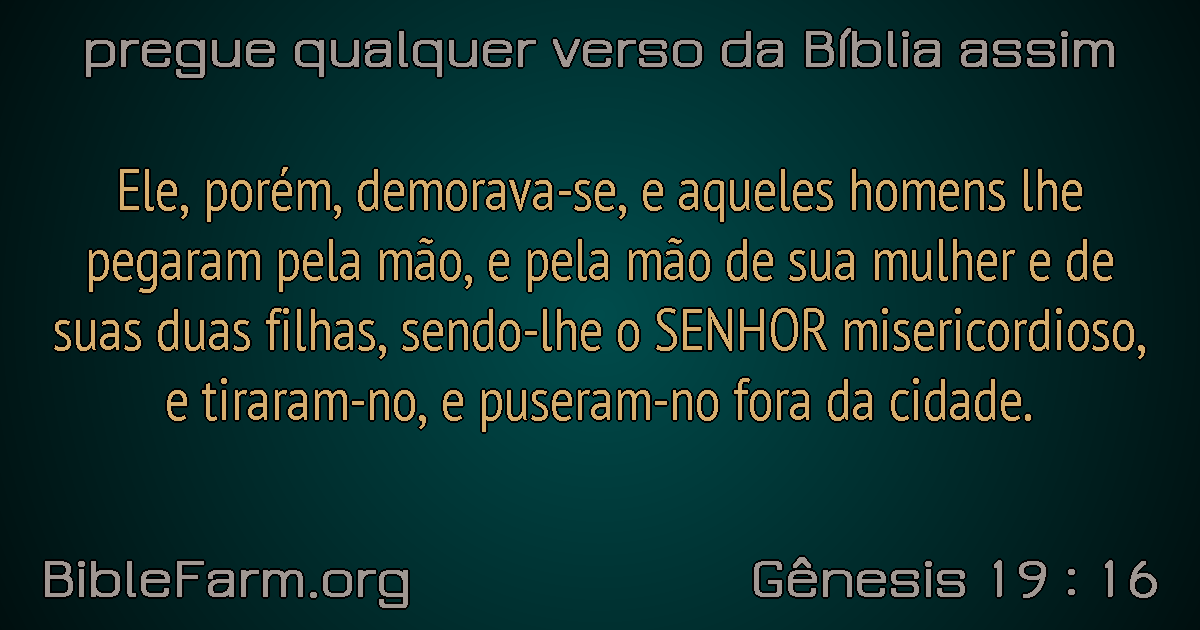 pregue qualquer verso da Bíblia assim
Ele, porém, demorava-se, e aqueles homens lhe
pegaram pela mão, e pela mão de sua mulher e de
suas duas filhas, sendo-lhe o SENHOR misericordioso,
e tiraram-no, e puseram-no fora da cidade.
BibleFarm.org
Gênesis 19 : 16